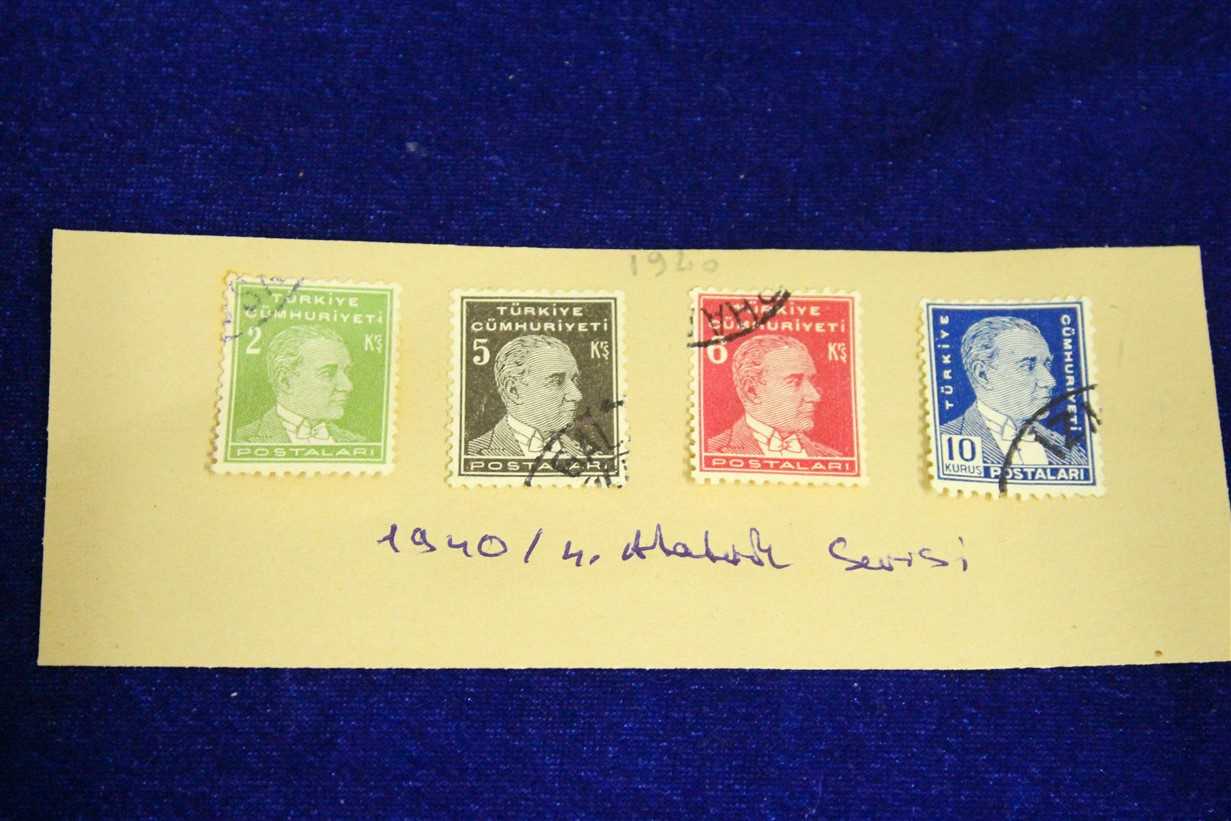 1940
TÜRKİYE
CÜMHURİYETİ
2 KŞ
POSTALARI
TÜRKİYE
CÜMHURİYETİ
5 KŞ
POSTALARI
TÜRKİYE
CÜMHURİYETİ
6 KŞ
POSTALARI
TÜRKİYE
CÜMHURİYETİ
10
KURUŞ
POSTALARI
1940/4. Atatürk Serisi